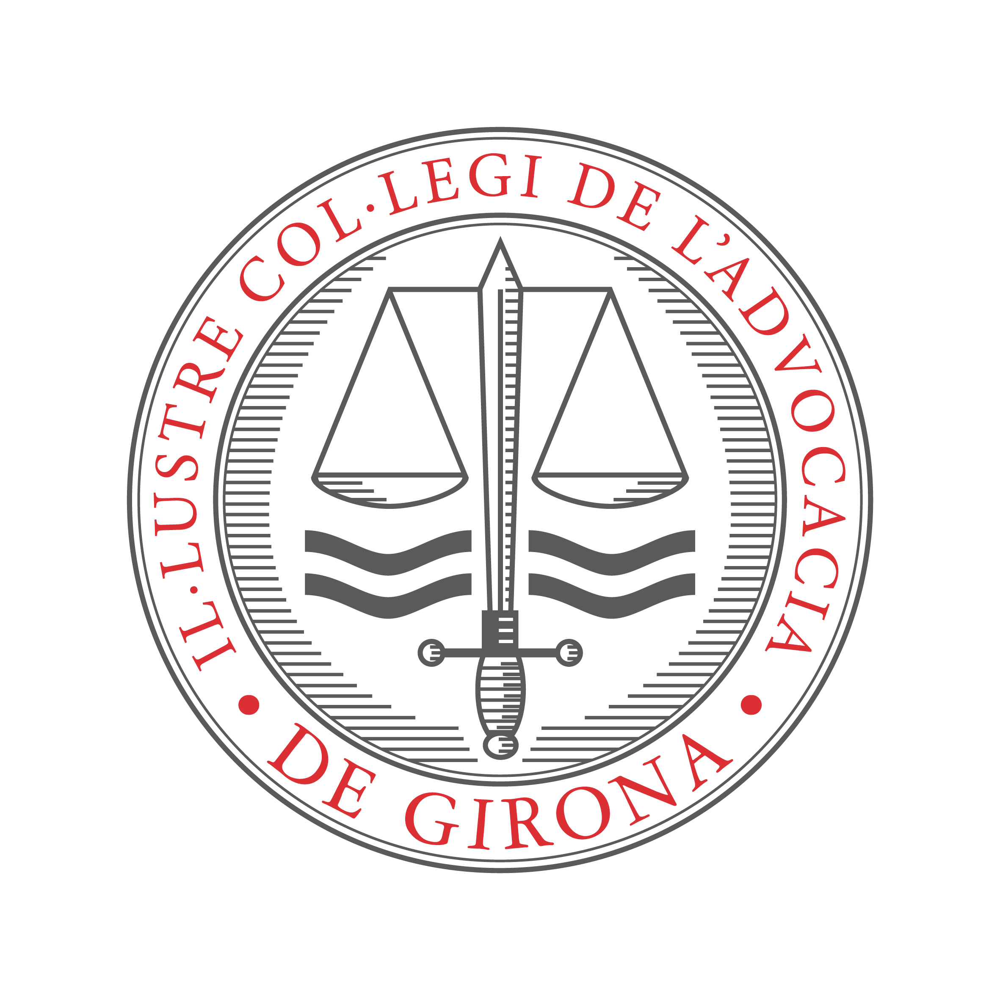 IL·LUSTRE COL·LEGI DE L'ADVOCACIA
• DE GIRONA •